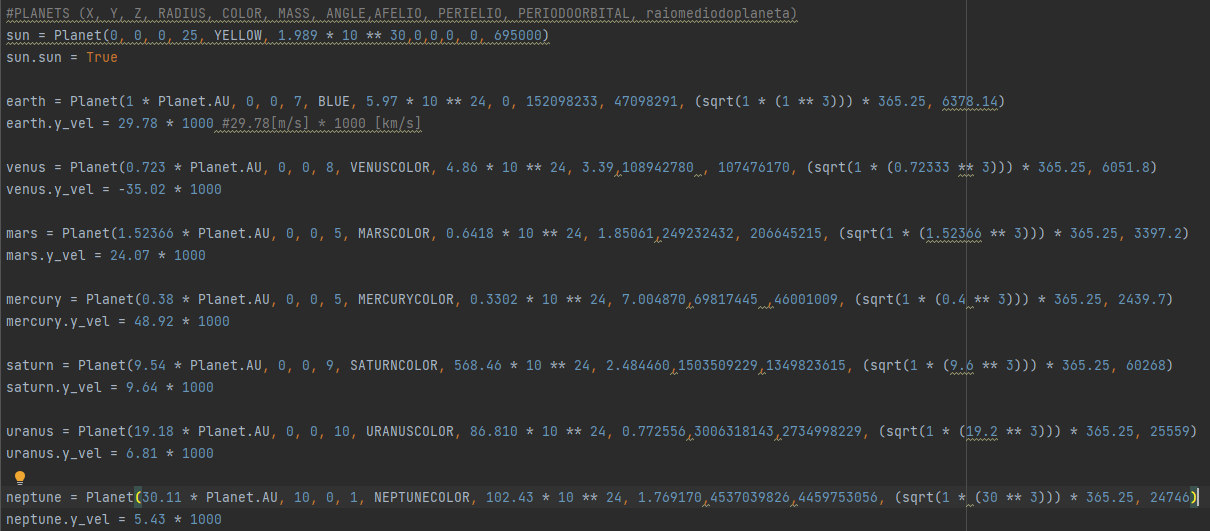 #PLANETS (X, Y, Z, RADIUS, COLOR, MASS, ANGLE,AFELIO, PERIELIO, PERIODOORBITAL, raiomediodoplaneta)
sun = Planet(0, 0, 0, 25, YELLOW, 1.989 * 10 ** 30,0,0,0, 0, 695000)
sun.sun = True
earth = Planet(1 * Planet.AU, 0, 0, 7, BLUE, 5.97 * 10 ** 24, 0, 152098233, 47098291, (sqrt(1 * (1 ** 3))) * 365.25, 6378.14)
earth.y_vel = 29.78 * 1000 #29.78[m/s] * 1000 [km/s]
venus = Planet(0.723 * Planet.AU, 0, 0, 8, VENUSCOLOR, 4.86 * 10 ** 24, 3.39,108942780 , 107476170, (sqrt(1 * (0.72333 ** 3))) * 365.25, 6051.8)
venus.y_vel = -35.02 * 1000
mars = Planet(1.52366 * Planet.AU, 0, 0, 5, MARSCOLOR, 0.6418 * 10 ** 24, 1.85061,249232432, 206645215, (sqrt(1 * (1.52366 ** 3))) * 365.25, 3397.2)
mars.y_vel = 24.07 * 1000
mercury = Planet(0.38 * Planet.AU, 0, 0, 5, MERCURYCOLOR, 0.3302 * 10 ** 24, 7.004870,69817445 ,46001009, (sqrt(1 * (0.4 ** 3))) * 365.25, 2439.7)
mercury.y_vel = 48.92 * 1000
saturn = Planet(9.54 * Planet.AU, 0, 0, 9, SATURNCOLOR, 568.46 * 10 ** 24, 2.484460,1503509229,1349823615, (sqrt(1 * (9.6 ** 3))) * 365.25, 60268)
saturn.y_vel = 9.64 * 1000
uranus = Planet(19.18 * Planet.AU, 0, 0, 10, URANUSCOLOR, 86.810 * 10 ** 24, 0.772556,3006318143,2734998229, (sqrt(1 * (19.2 ** 3))) * 365.25, 25559)
uranus.y_vel = 6.81 * 1000
neptune = Planet(30.11 * Planet.AU, 10, 0, 1, NEPTUNECOLOR, 102.43 * 10 ** 24, 1.769170,4537039826,4459753056, (sqrt(1 * (30 ** 3))) * 365.25, 24746)
neptune.y_vel = 5.43 * 1000